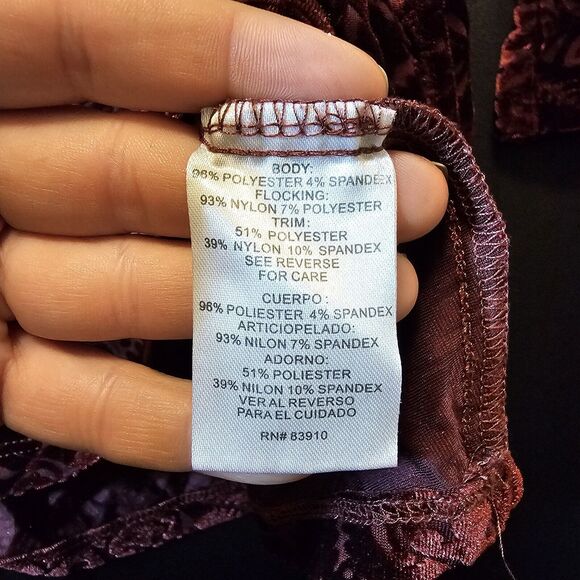 BODY:
96% POLYESTER 4% SPANDEX
FLOCKING:
93% NYLON 7% POLYESTER
TRIM:
51% POLYESTER
39% NYLON 10% SPANDEX
SEE REVERSE
FOR CARE
CUERPO:
96% POLIESTER 4% SPANDEX
ARTICIOPELADO:
93% NILON 7% SPANDEX
ADORNO:
51% POLIESTER
39% NILON 10% SPANDEX
VER AL REVERSO
PARA EL CUIDADO
RN# 83910